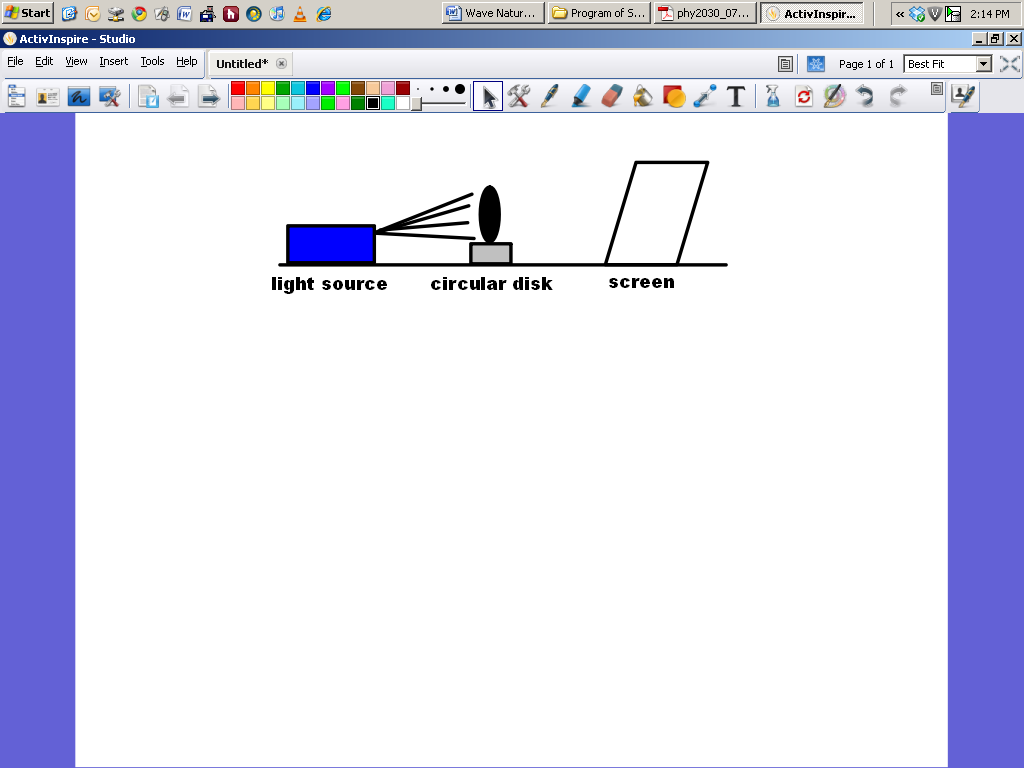 Start
Wave Natur...
Program of S...
phy2030_07...
ActivInspir...
«
2:14 PM
ActivInspire - Studio
File Edit View Insert Tools Help
Untitled*
Page 1 of 1
Best Fit
T
light source circular disk screen